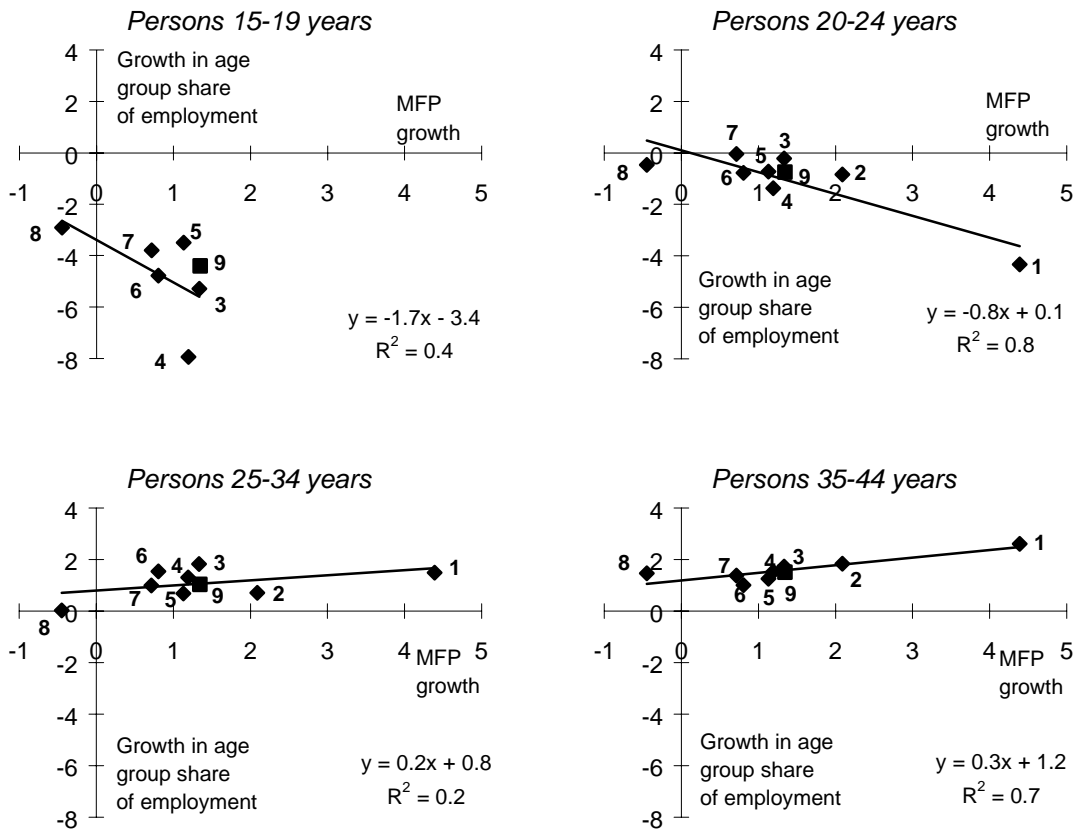 Persons 15-19 years
4
2
0
-2
-4
-6
-8
-1 0 1 2 3 4 5
Growth in age
group share
of employment
MFP
growth
8
7
5
9
6
3
4
y = -1.7x - 3.4
R² = 0.4
Persons 20-24 years
4
2
0
-2
-4
-6
-8
-1 0 1 2 3 4 5
MFP
growth
7
3
5
8
6
9
2
4
1
Growth in age
group share
of employment
y = -0.8x + 0.1
R² = 0.8
Persons 25-34 years
4
2
0
-2
-4
-6
-8
-1 0 1 2 3 4 5
6
4
3
1
7
5
9
2
8
MFP
growth
Growth in age
group share
of employment
y = 0.2x + 0.8
R² = 0.2
Persons 35-44 years
4
2
0
-2
-4
-6
-8
-1 0 1 2 3 4 5
8
7
4
3
1
6
5
9
2
MFP
growth
Growth in age
group share
of employment
y = 0.3x + 1.2
R² = 0.7